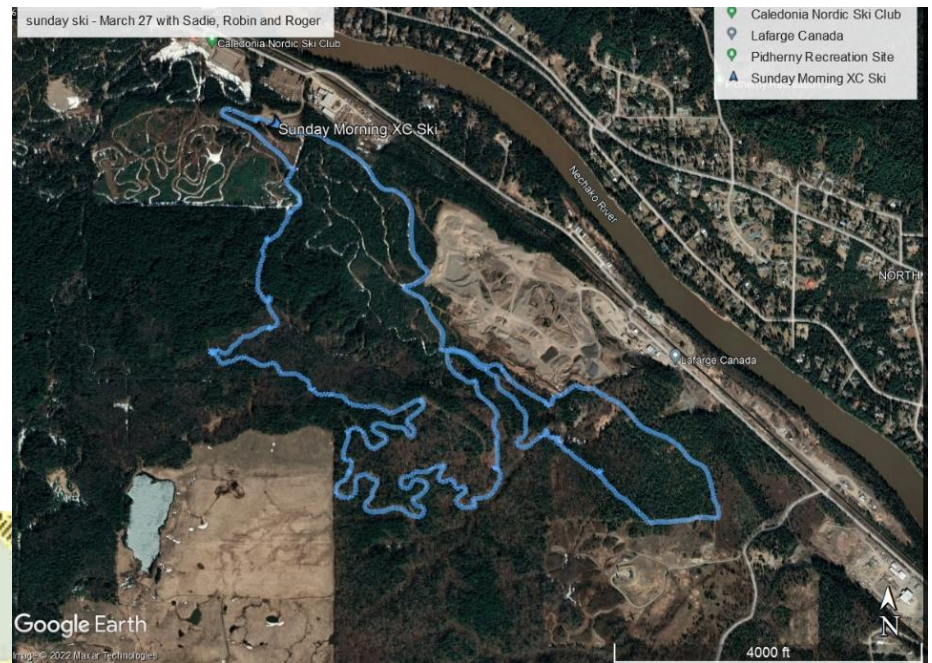 sunday ski - March 27 with Sadie, Robin and Roger
Caledonia Nordic Ski Club
Lafarge Canada
Pidherny Recreation Site
Sunday Morning XC Ski
Caledonia Nordic Ski Club
Sunday Morning XC Ski
Nechako River
NORTH
Lafarge Canada
Google Earth
Image © 2022 Maxar Technologies
4000 ft
N